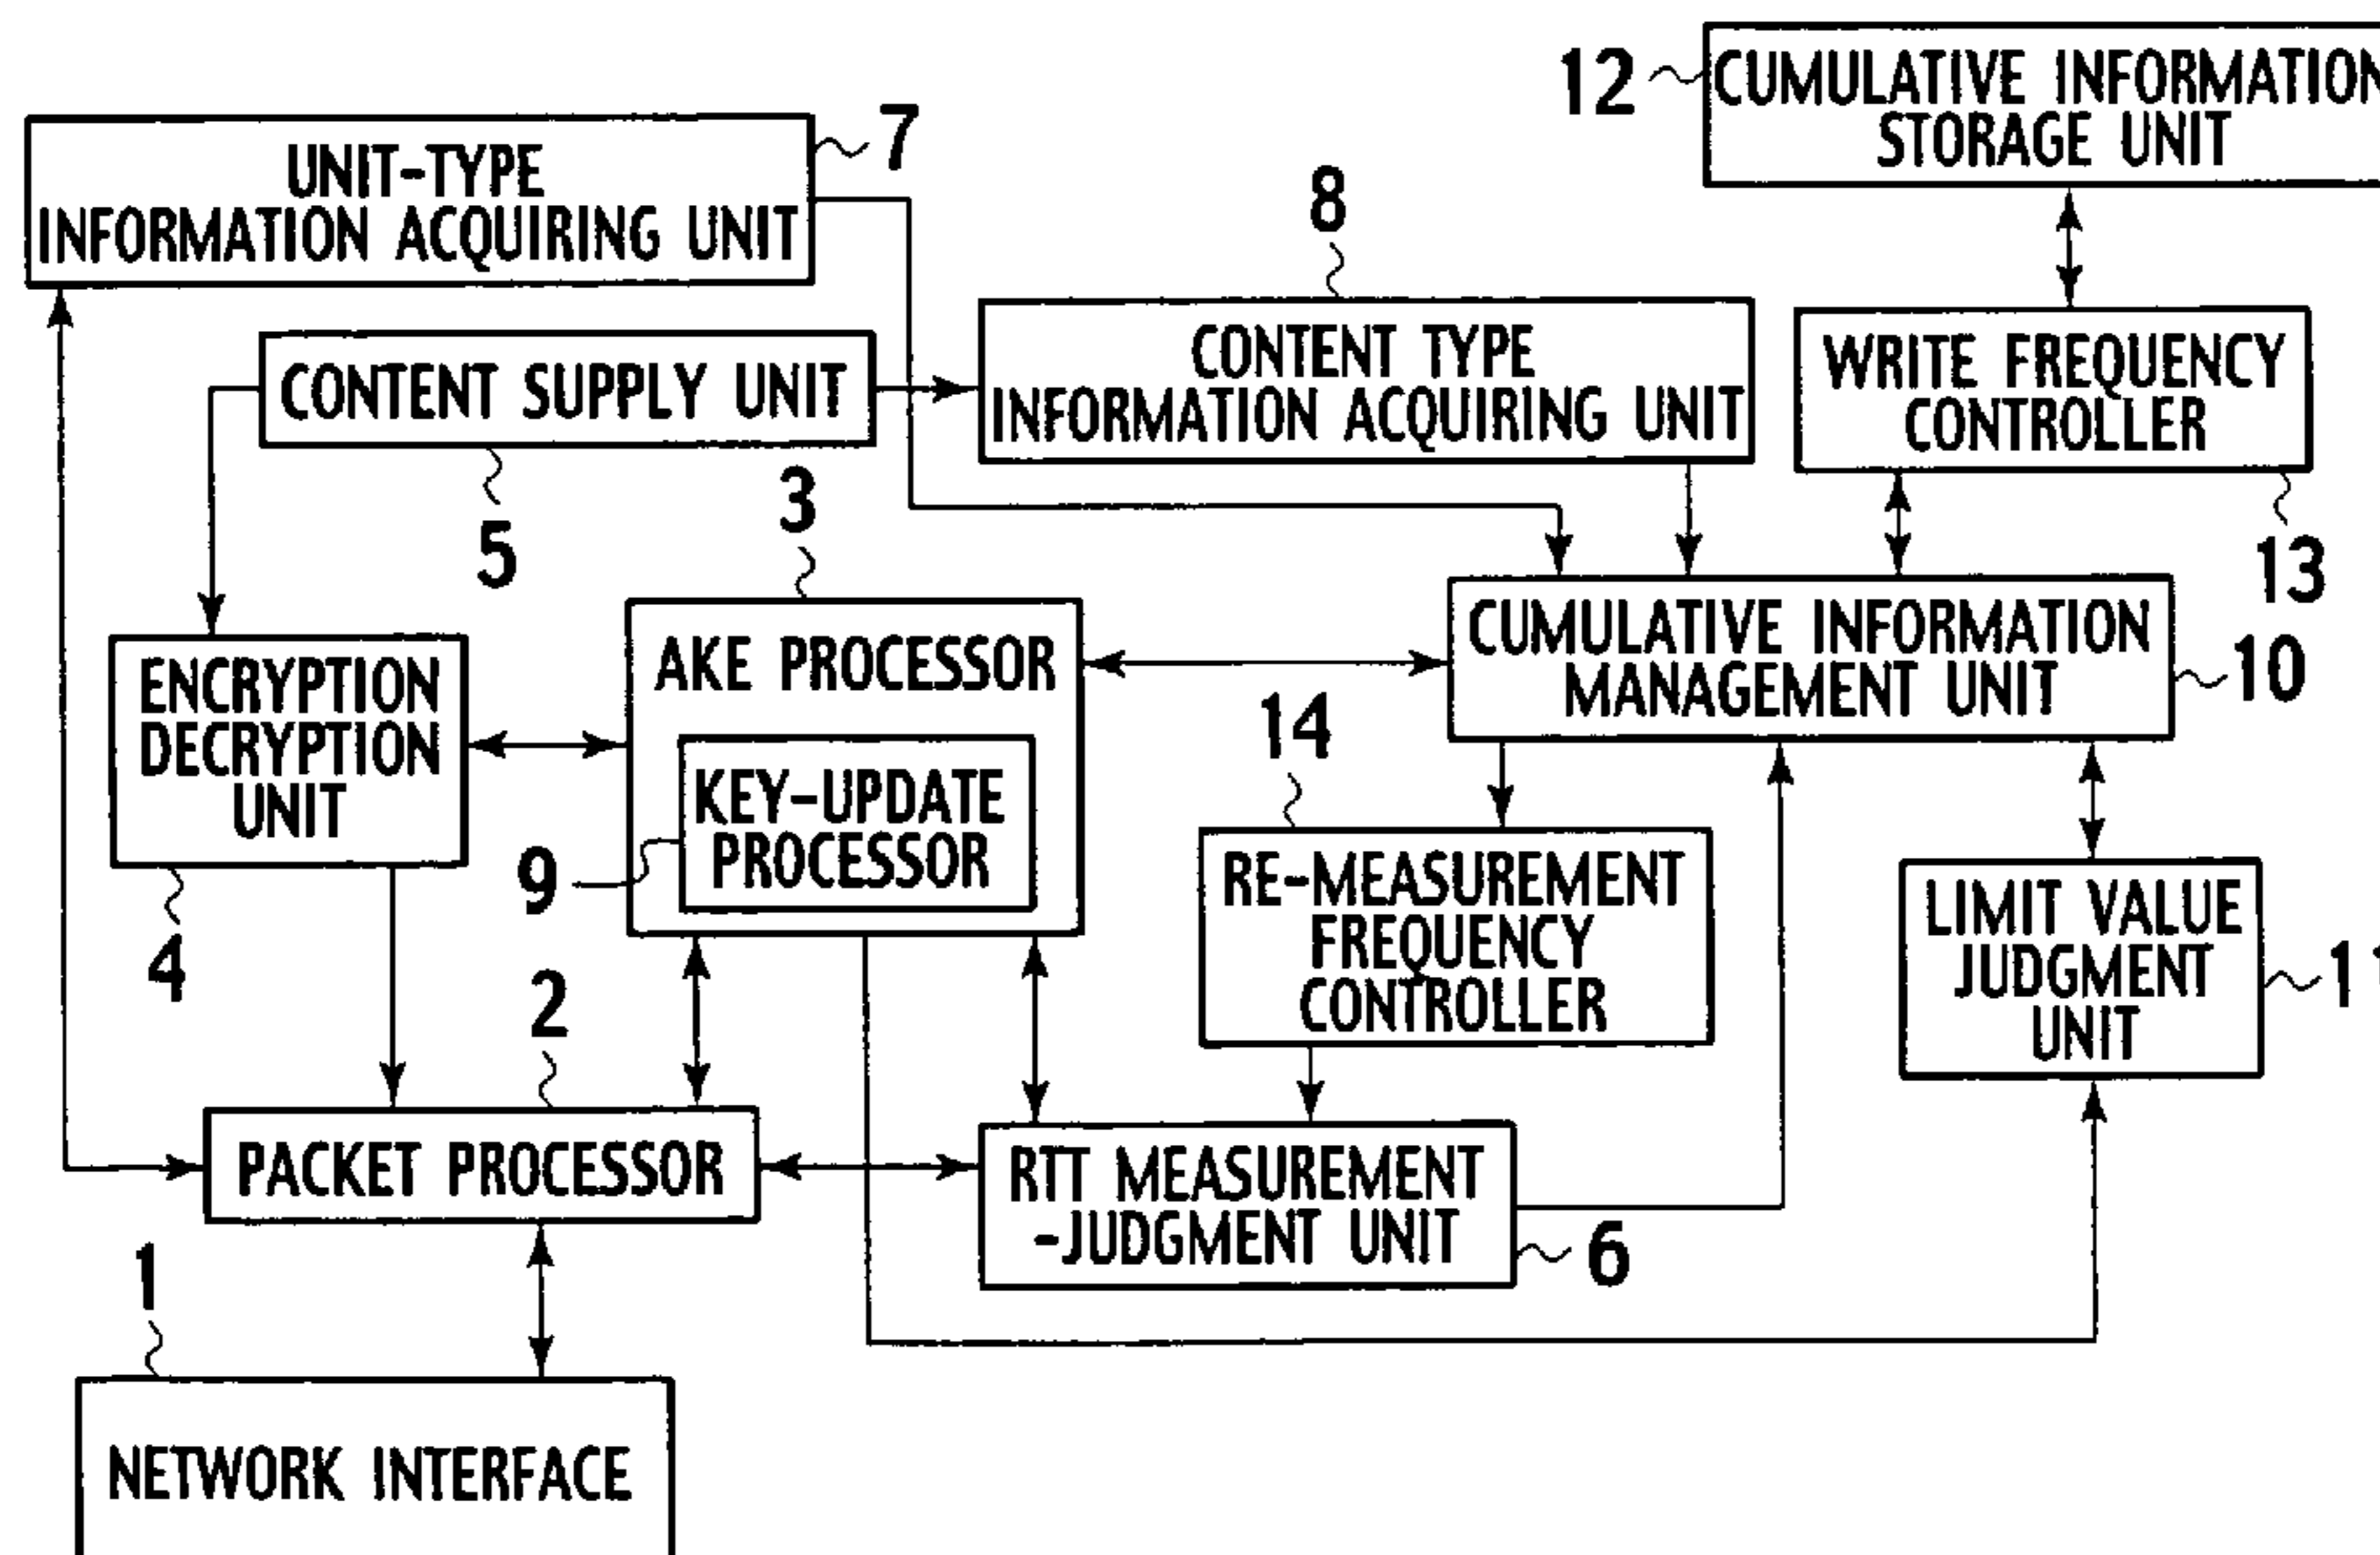 12
CUMULATIVE INFORMATION
STORAGE UNIT
7
UNIT-TYPE
INFORMATION ACQUIRING UNIT
8
CONTENT TYPE
INFORMATION ACQUIRING UNIT
WRITE FREQUENCY
CONTROLLER
13
CONTENT SUPPLY UNIT
5
3
AKE PROCESSOR
KEY-UPDATE
PROCESSOR
9
ENCRYPTION
DECRYPTION
UNIT
4
CUMULATIVE INFORMATION
MANAGEMENT UNIT
10
14
RE-MEASUREMENT
FREQUENCY
CONTROLLER
LIMIT VALUE
JUDGMENT
UNIT
11
2
PACKET PROCESSOR
RTT MEASUREMENT
-JUDGMENT UNIT
6
1
NETWORK INTERFACE